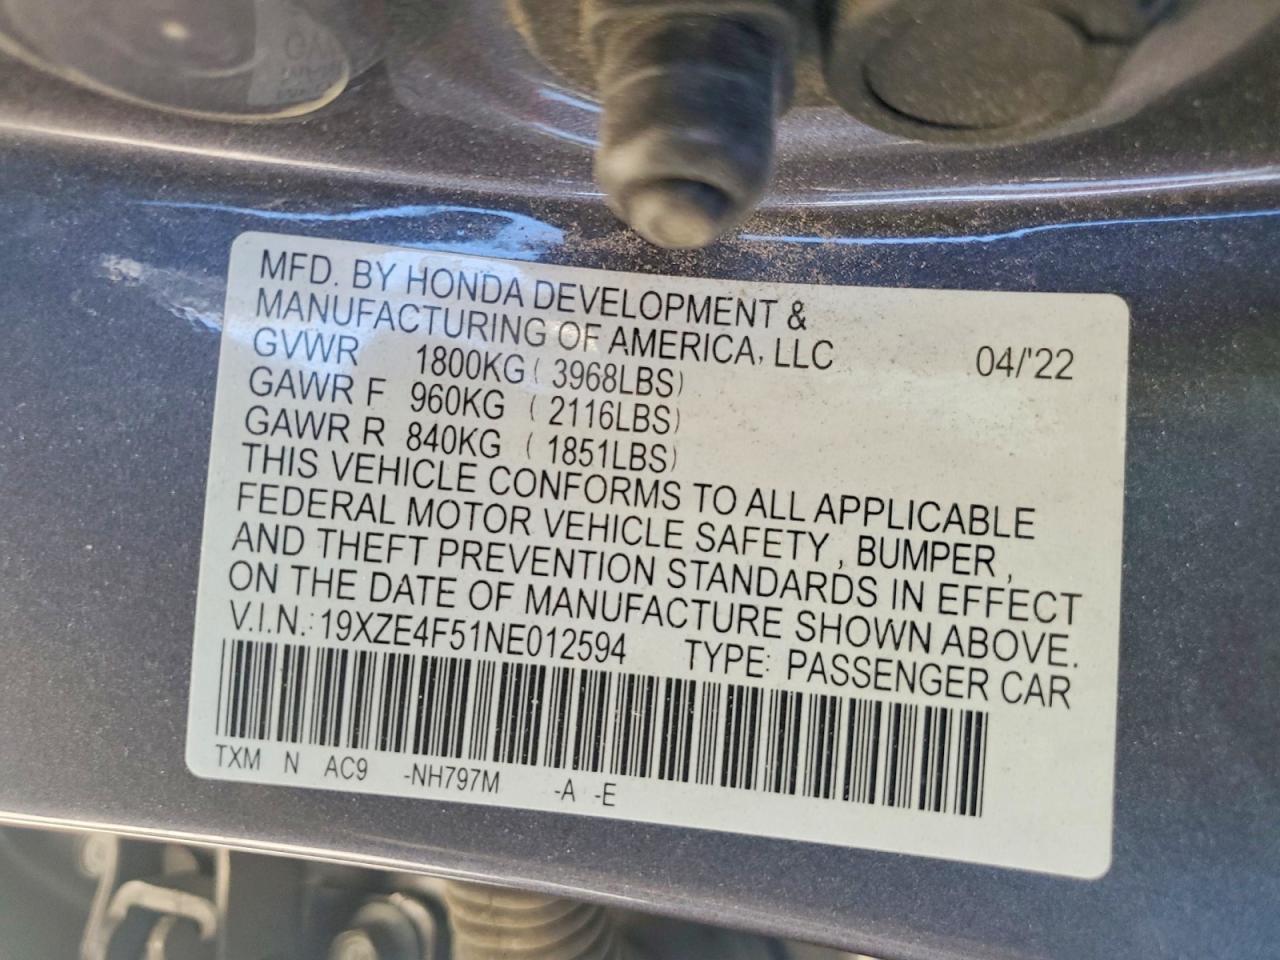 MFD. BY HONDA DEVELOPMENT &
MANUFACTURING OF AMERICA, LLC 04/'22
GVWR 1800KG ( 3968LBS)
GAWR F 960KG ( 2116LBS)
GAWR R 840KG ( 1851LBS)
THIS VEHICLE CONFORMS TO ALL APPLICABLE
FEDERAL MOTOR VEHICLE SAFETY , BUMPER ,
AND THEFT PREVENTION STANDARDS IN EFFECT
ON THE DATE OF MANUFACTURE SHOWN ABOVE.
V.I.N.: 19XZE4F51NE012594 TYPE: PASSENGER CAR
TXM N AC9 -NH797M -A -E